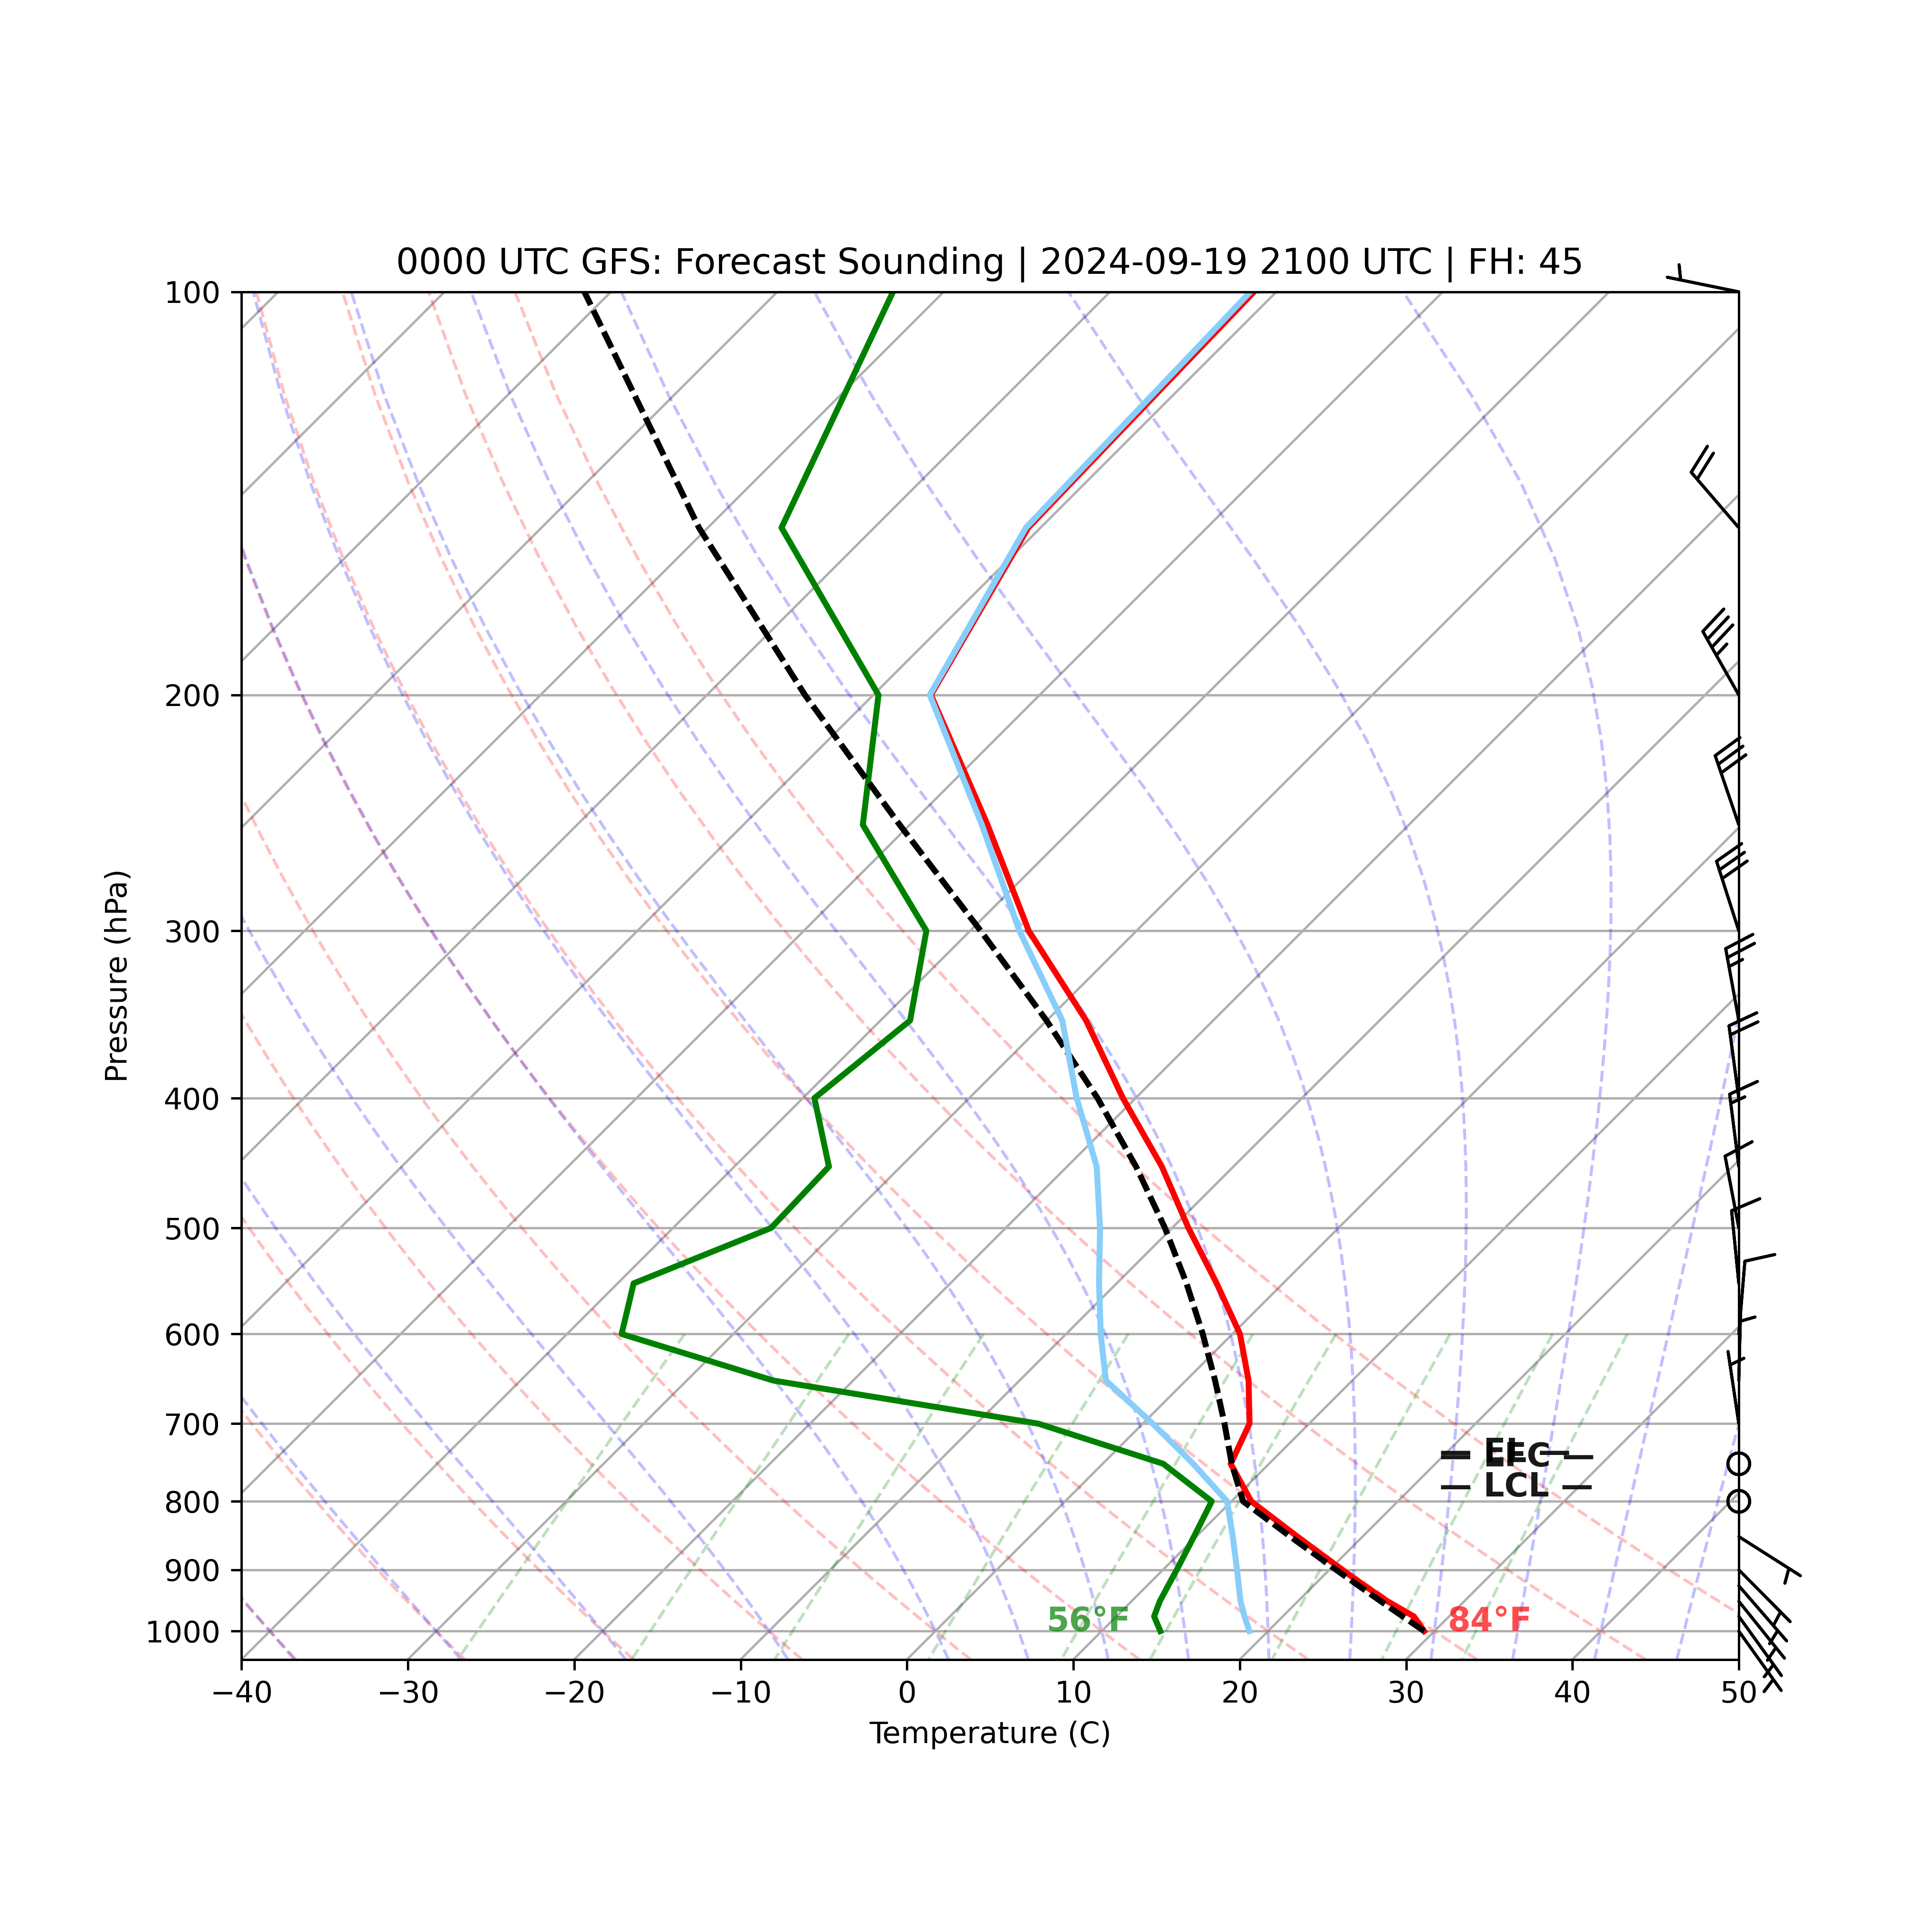 0000 UTC GFS: Forecast Sounding | 2024-09-19 2100 UTC | FH: 45
100
200
300
400
500
600
700
800
900
1000
Pressure (hPa)
— EL —
— LFC —
— LCL —
56°F
84°F
−40 −30 −20 −10 0 10 20 30 40 50
Temperature (C)